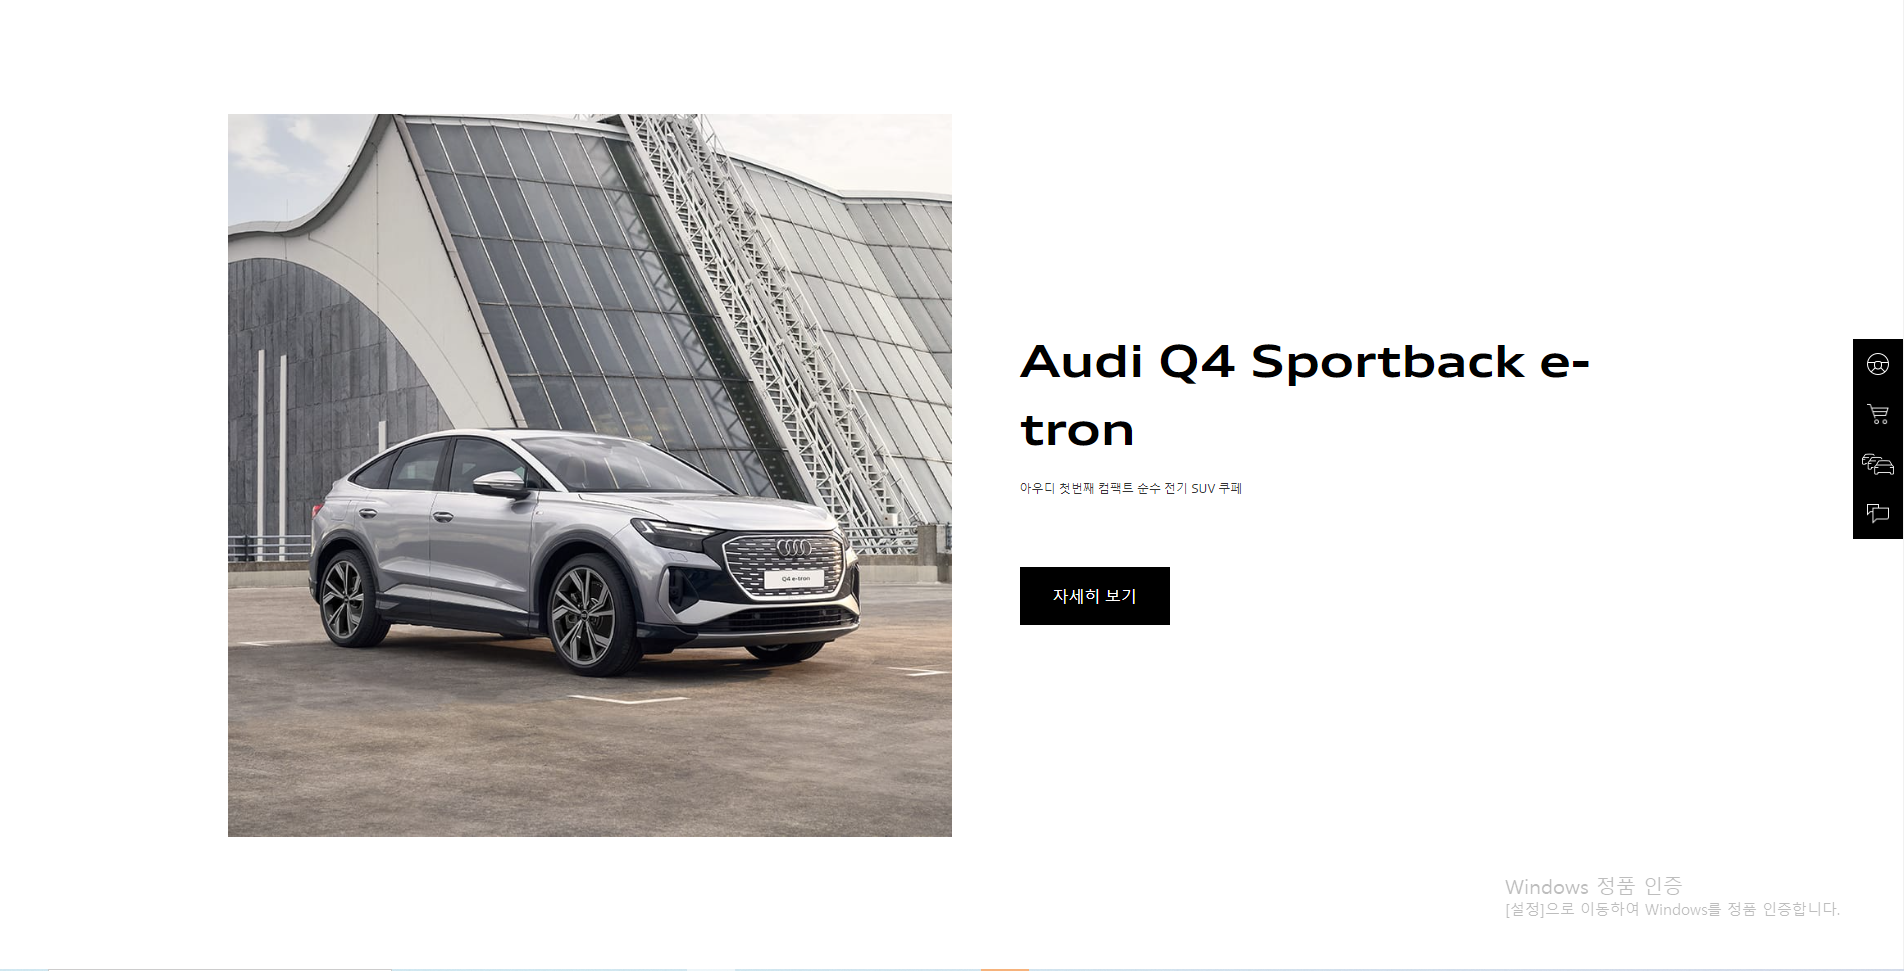 Audi Q4 Sportback e-
tron
아우디 첫번째 컴팩트 순수 전기 SUV 쿠페
자세히 보기
Q4 e-tron
Windows 정품 인증
[설정]으로 이동하여 Windows를 정품 인증합니다.